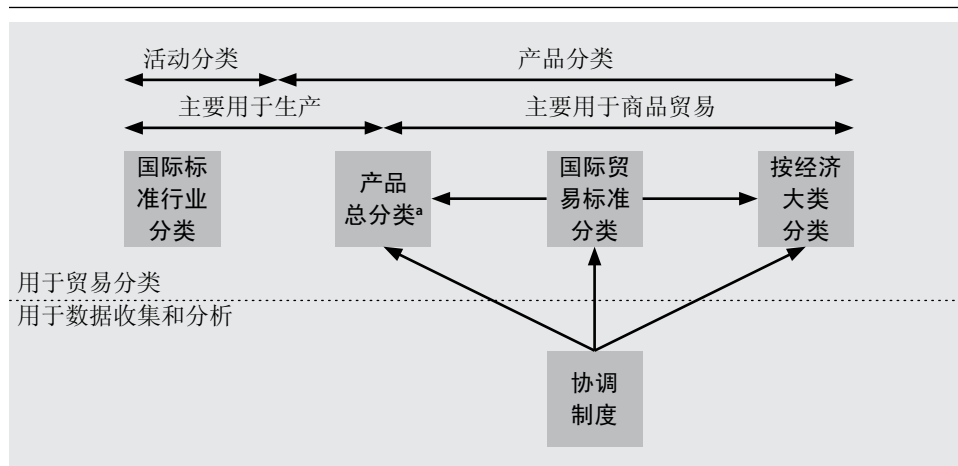 活动分类
产品分类
主要用于生产
主要用于商品贸易
国际标
准行业
分类
产品
总分类ᵃ
国际贸
易标准
分类
按经济
大类
分类
用于贸易分类
用于数据收集和分析
协调
制度